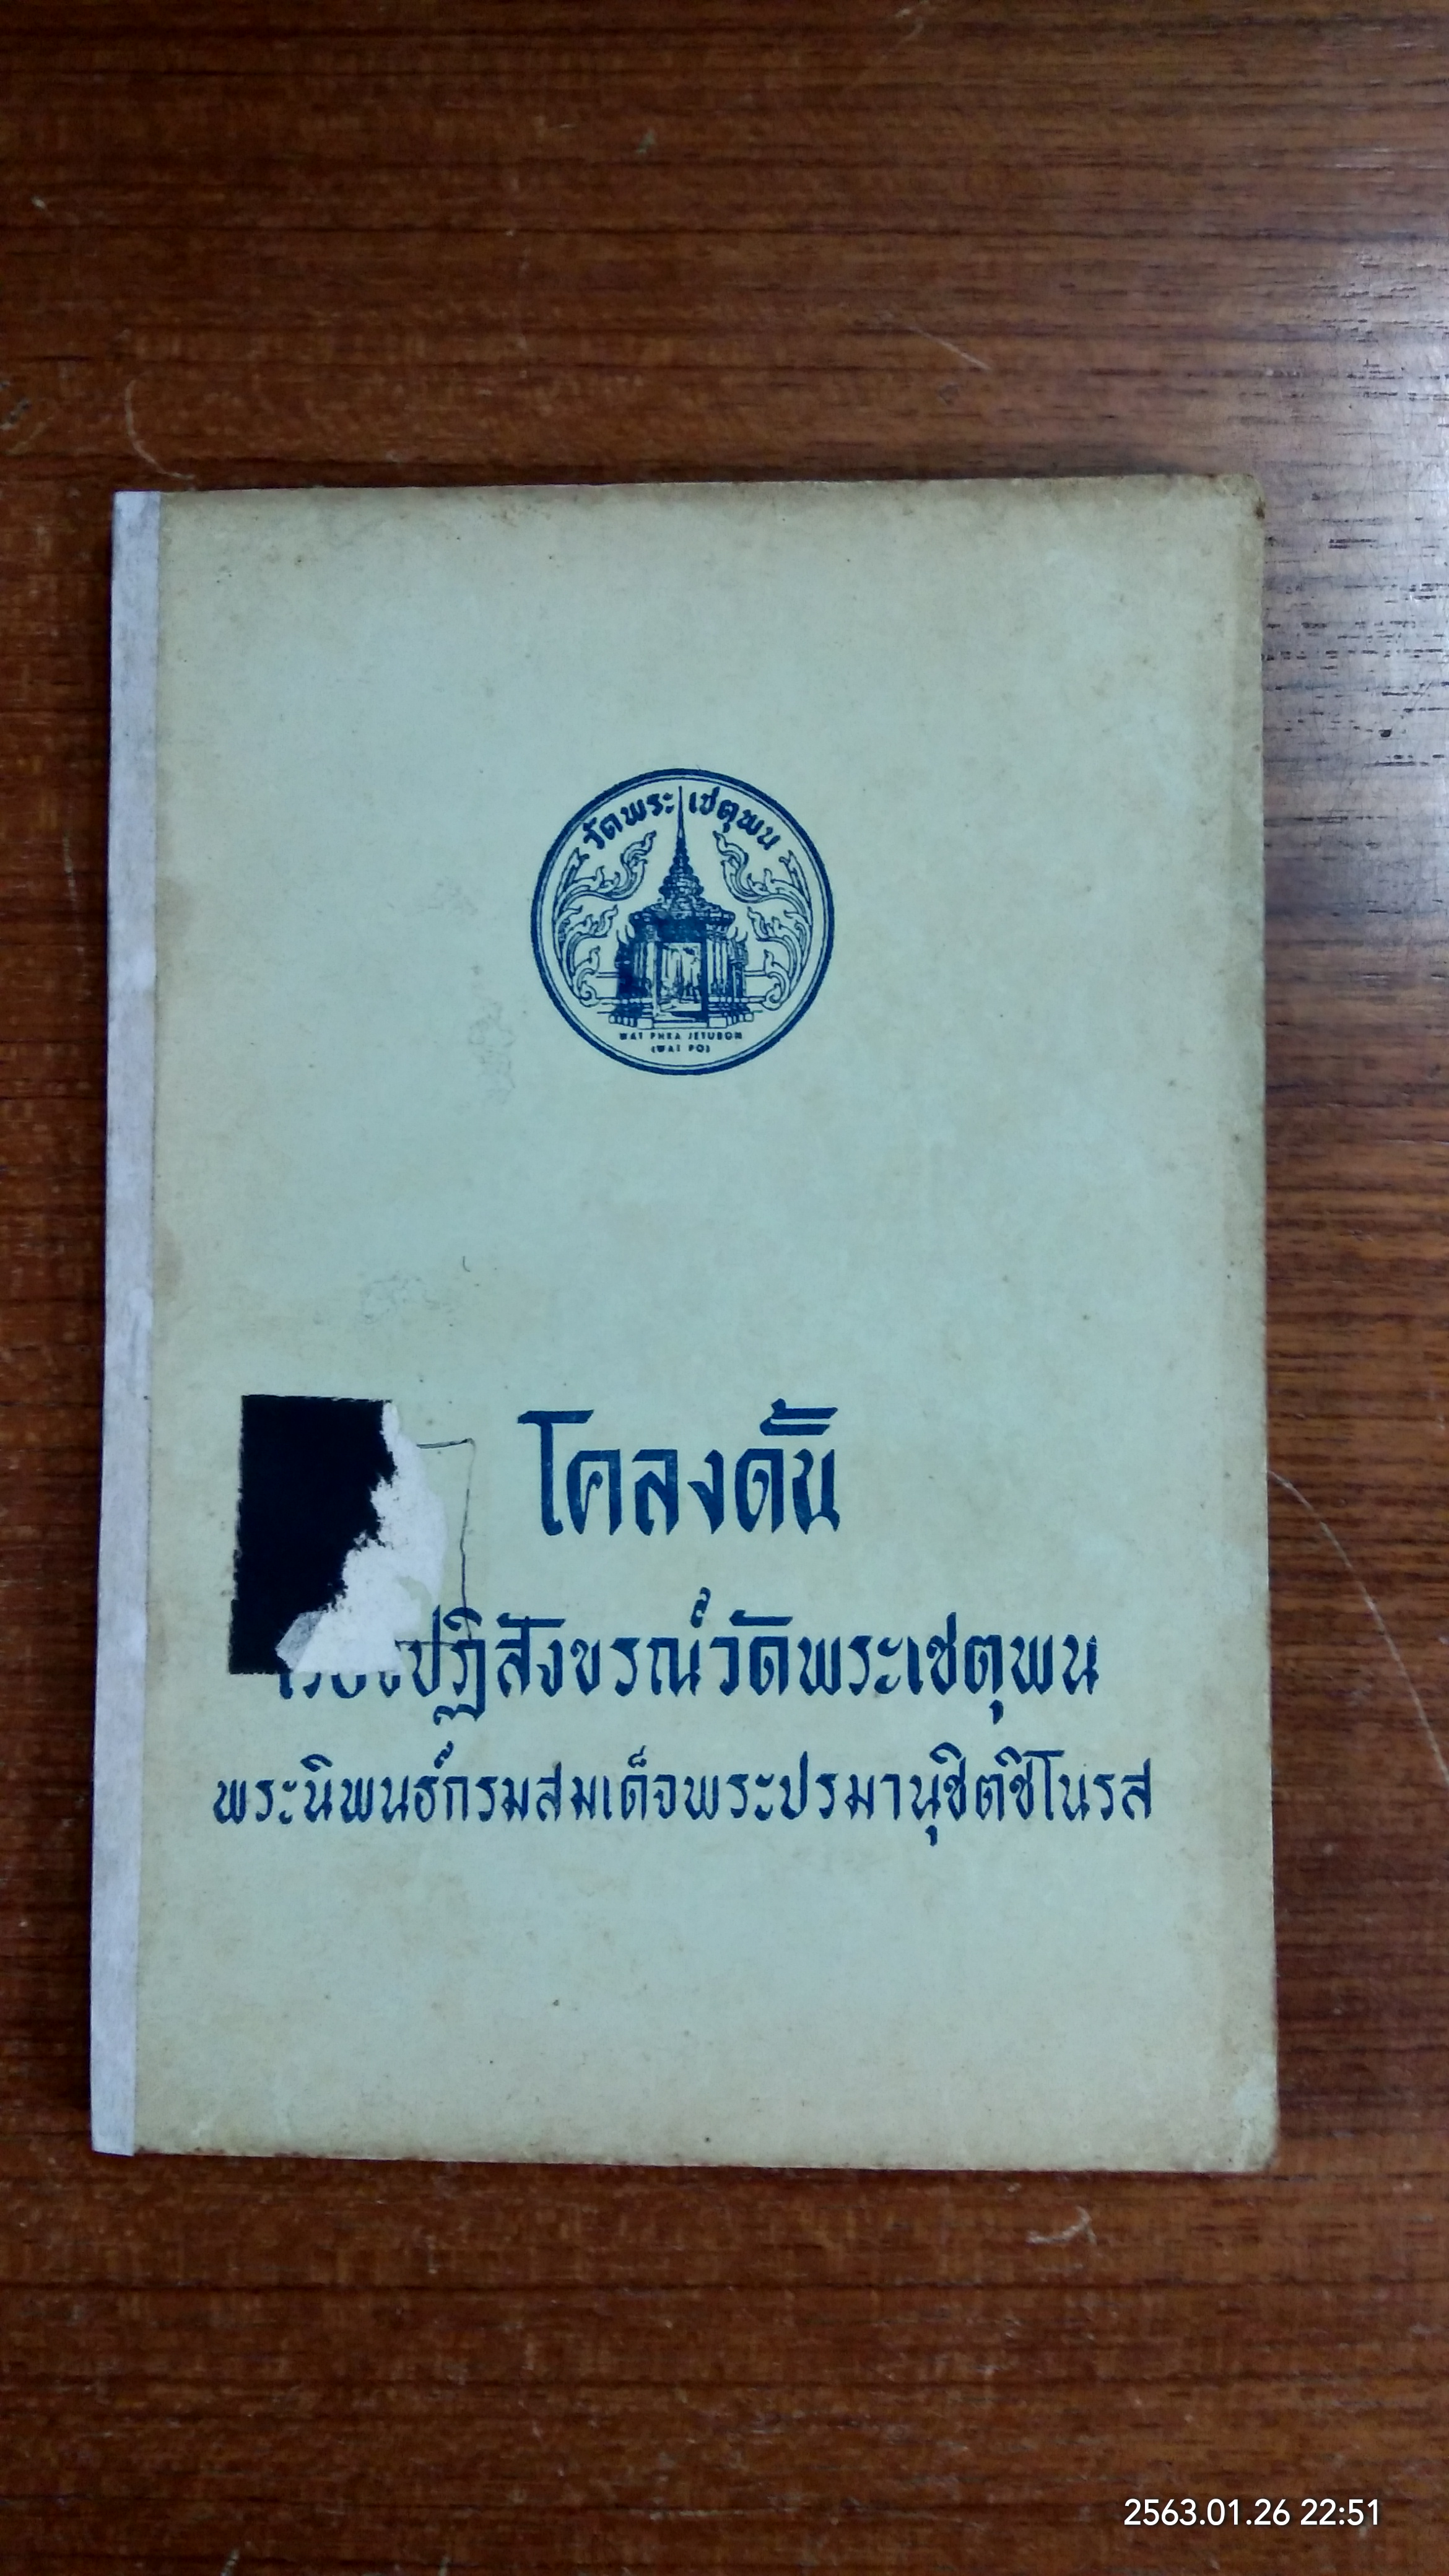 วัดพระเชตุพน
WAT PHRA JETUBON
(WAT PO)
โคลงดั้น
ปฏิสังขรณ์วัดพระเชตุพน
พระนิพนธ์กรมสมเด็จพระปรมานุชิตชิโนรส
2563.01.26 22:51